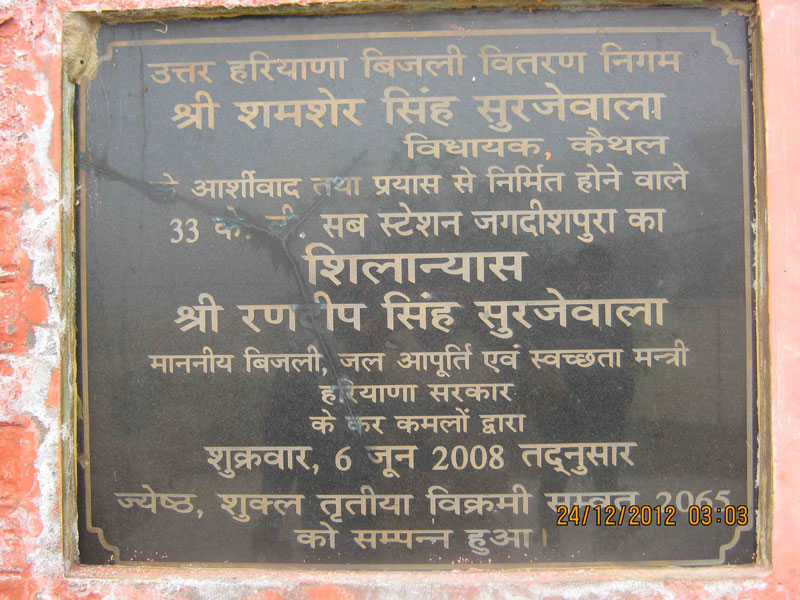 उत्तर हरियाणा बिजली वितरण निगम
श्री शमशेर सिंह सुरजेवाला
विधायक, कैथल
के आर्शीवाद तथा प्रयास से निर्मित होने वाले
33 के. वी. सब स्टेशन जगदीशपुरा का
शिलान्यास
श्री रणदीप सिंह सुरजेवाला
माननीय बिजली, जल आपूर्ति एवं स्वच्छता मन्त्री
हरियाणा सरकार
के कर कमलों द्वारा
शुक्रवार, 6 जून 2008 तद्नुसार
ज्येष्ठ, शुक्ल तृतीया विक्रमी सम्वत 2065
को सम्पन्न हुआ।
24/12/2012 03:03